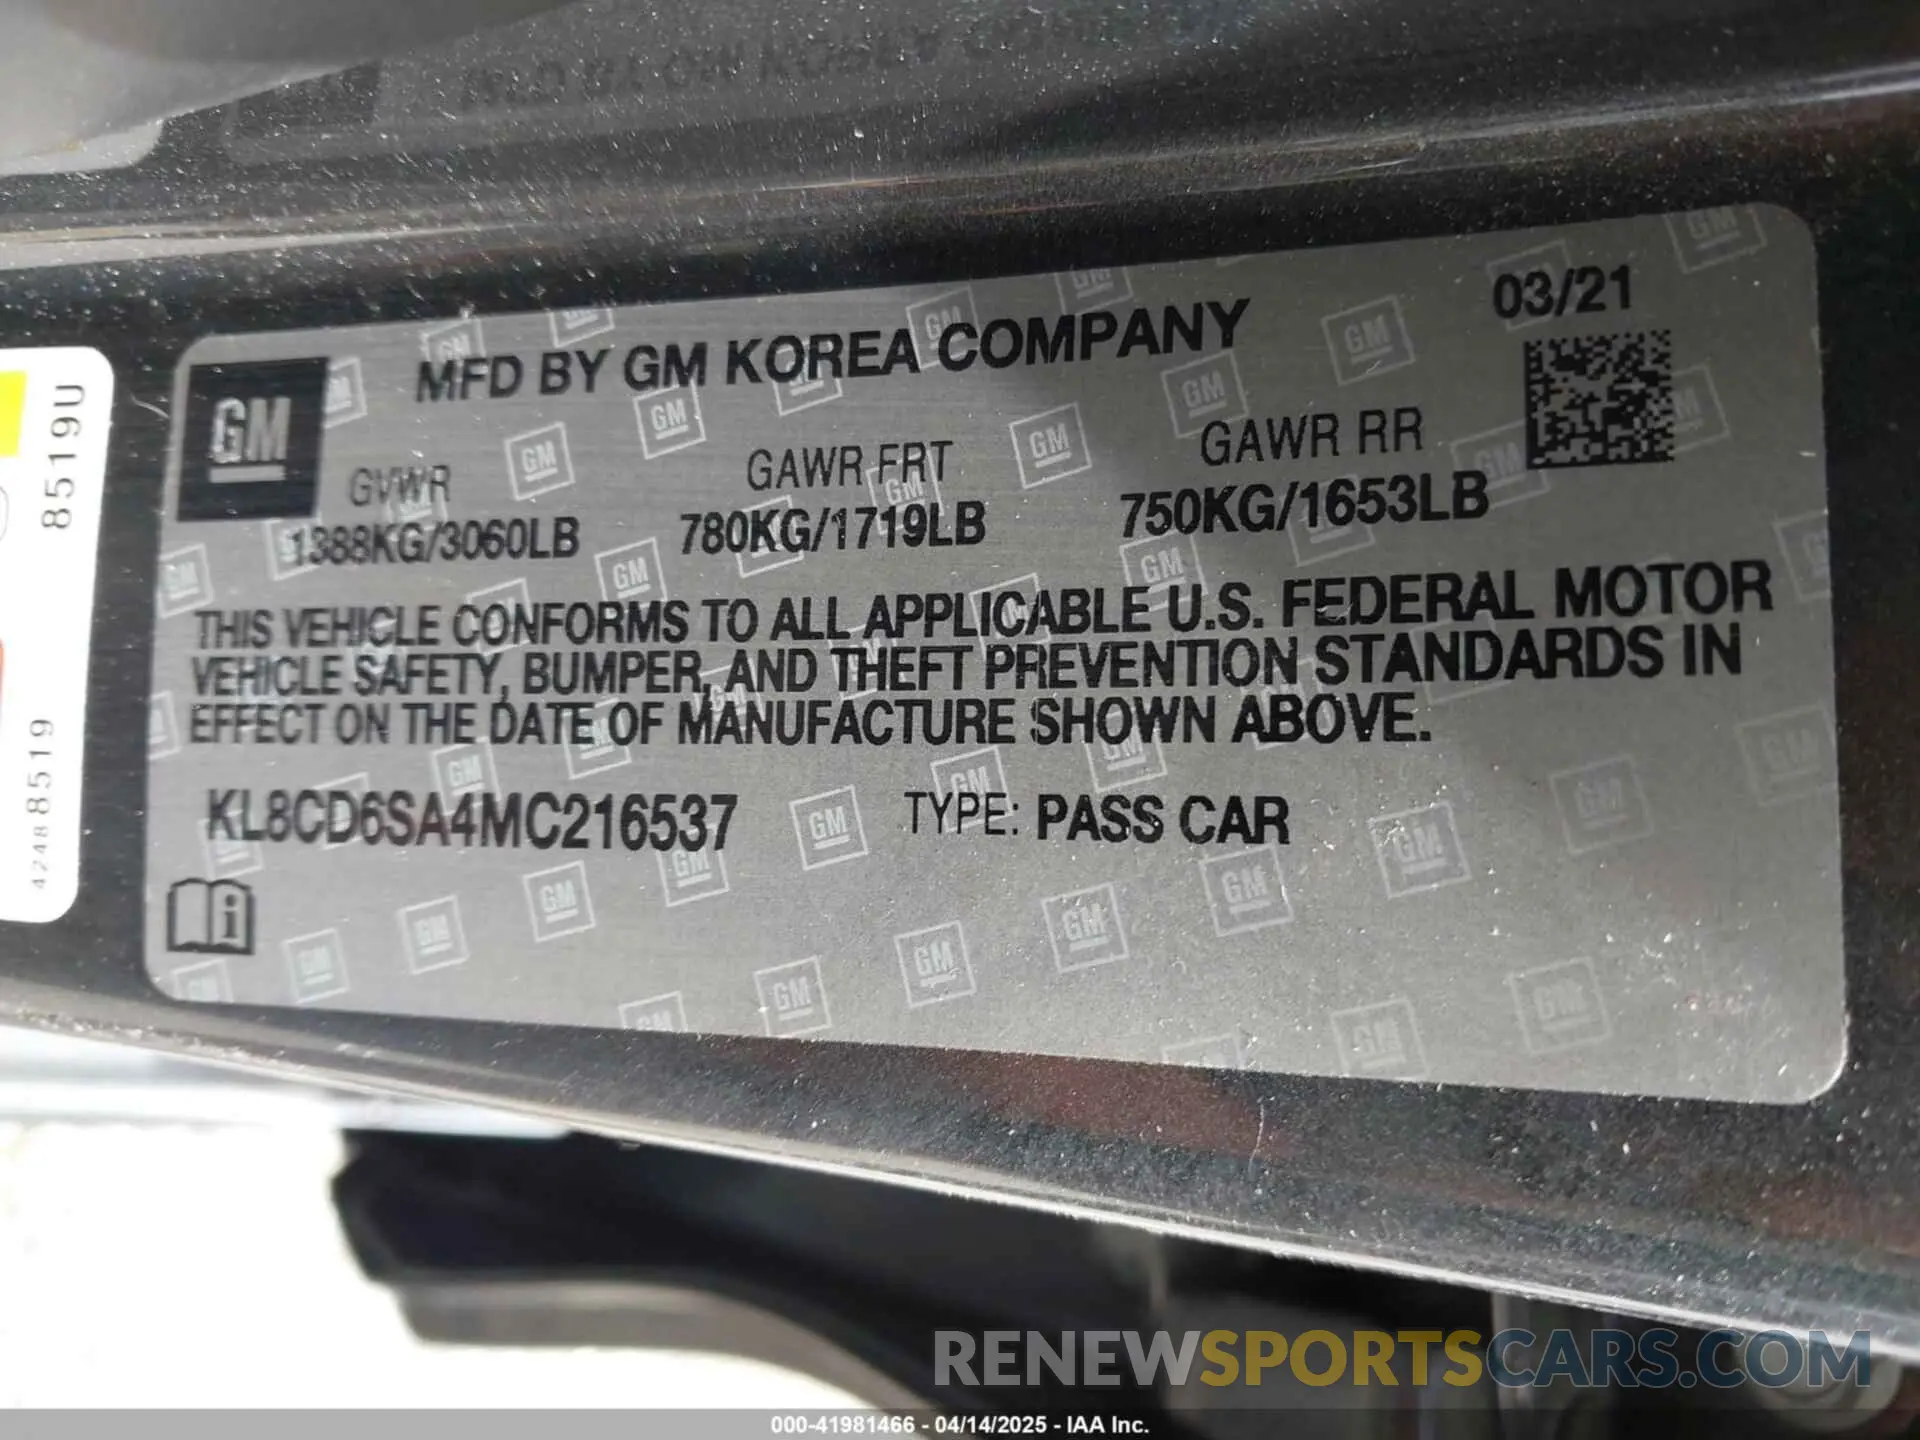 MFD BY GM KOREA COMPANY
03/21
GM
GVWR
GAWR FRT
GAWR RR
1388KG/3060LB
780KG/1719LB
750KG/1653LB
THIS VEHICLE CONFORMS TO ALL APPLICABLE U.S. FEDERAL MOTOR
VEHICLE SAFETY, BUMPER, AND THEFT PREVENTION STANDARDS IN
EFFECT ON THE DATE OF MANUFACTURE SHOWN ABOVE.
KL8CD6SA4MC216537
TYPE: PASS CAR
8519U
42488519
RENEWSPORTSCARS.COM
000-41981466 - 04/14/2025 - IAA Inc.